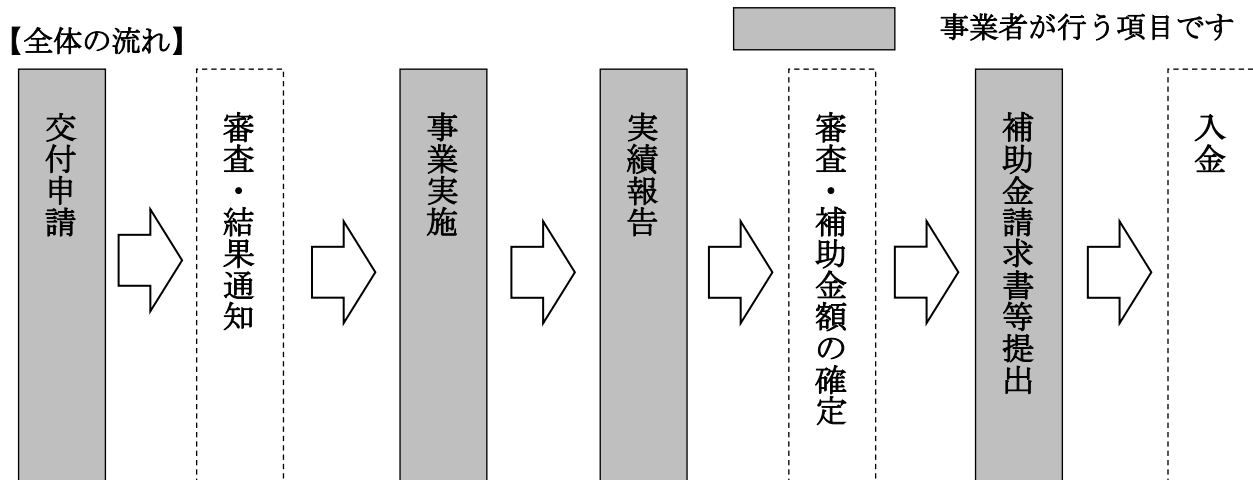 【全体の流れ】
事業者が行う項目です
交付申請
審査・結果通知
事業実施
実績報告
審査・補助金額の確定
補助金請求書等提出
入金